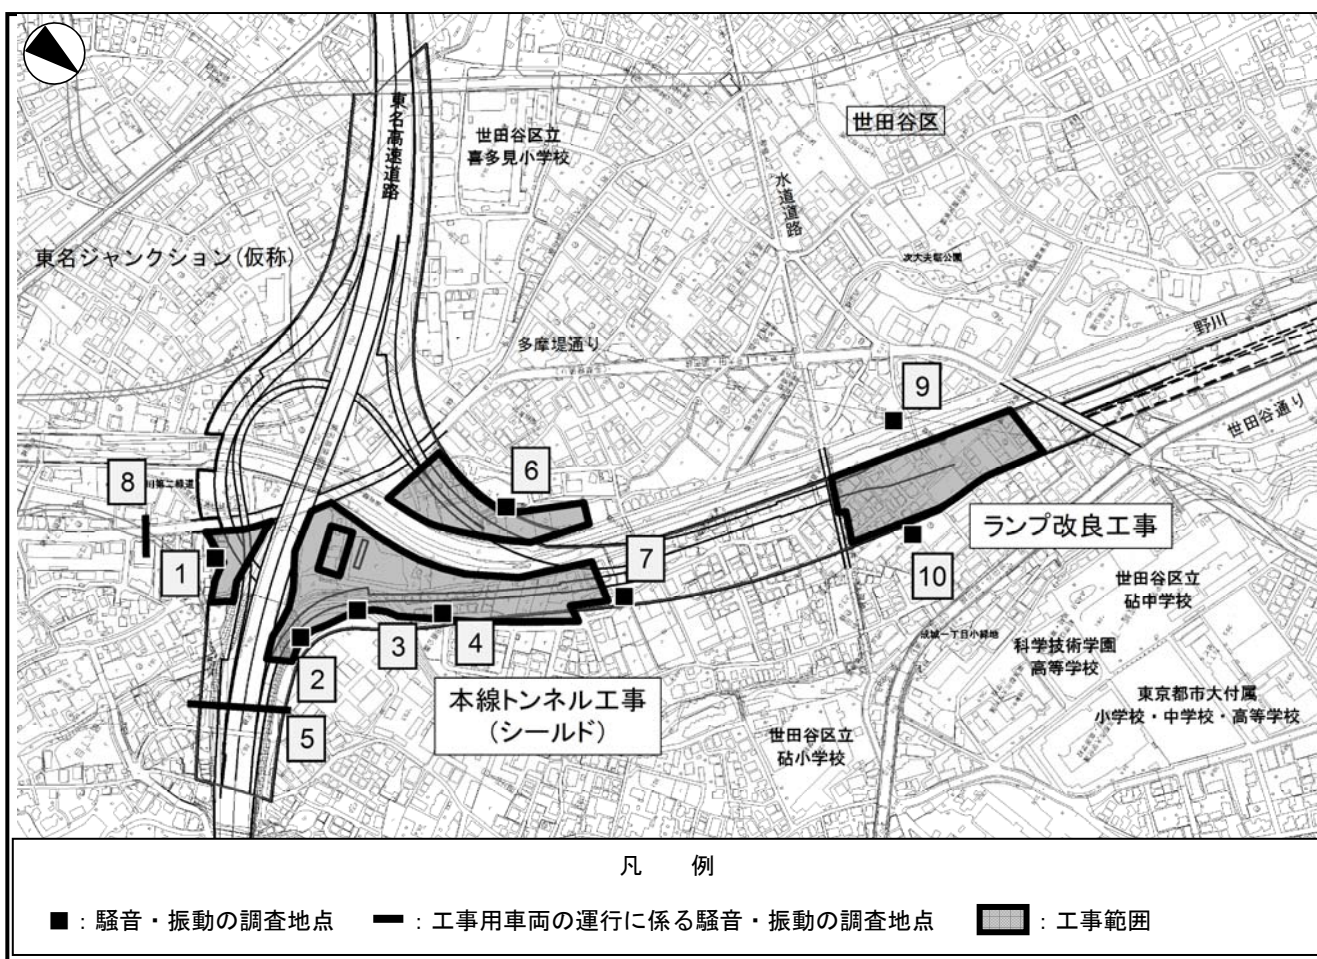 世田谷区
東名高速道路
世田谷区立
喜多見小学校
水道道路
東名ジャンクション(仮称)
次大夫堀公園
野川
多摩堤通り
世田谷通り
9
6
8
7
1
ランプ改良工事
10
世田谷区立
砧中学校
3
4
2
成城一丁目小緑地
科学技術学園
高等学校
本線トンネル工事
(シールド)
東京都市大付属
小学校・中学校・高等学校
5
世田谷区立
砧小学校
凡 例
■:騒音・振動の調査地点
━:工事用車両の運行に係る騒音・振動の調査地点
:工事範囲